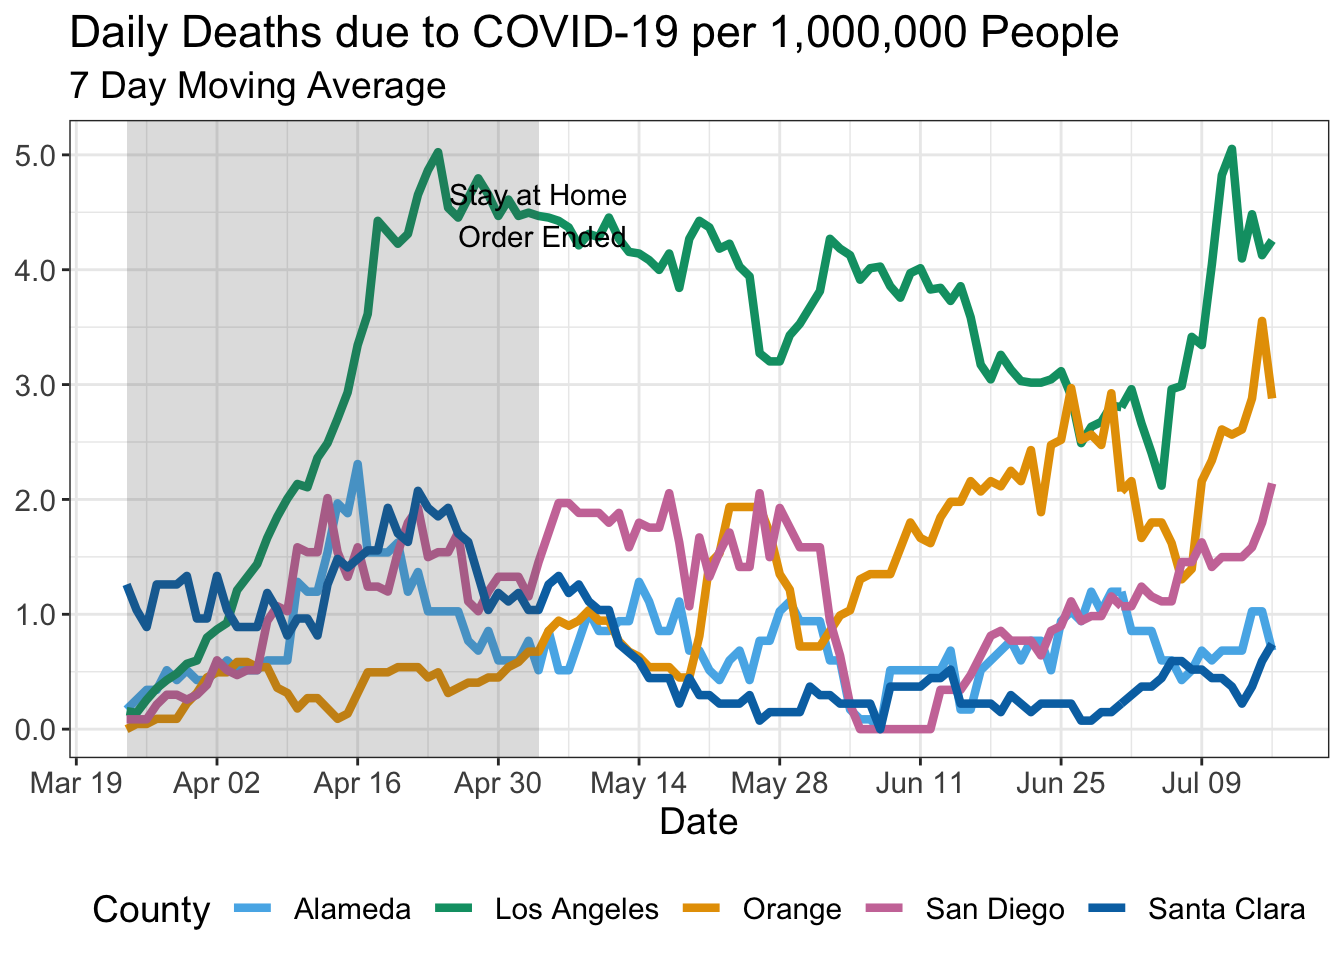 Daily Deaths due to COVID-19 per 1,000,000 People
7 Day Moving Average
5.0
4.0
3.0
2.0
1.0
0.0
Stay at Home
Order Ended
Mar 19 Apr 02 Apr 16 Apr 30 May 14 May 28 Jun 11 Jun 25 Jul 09
Date
County Alameda Los Angeles Orange San Diego Santa Clara